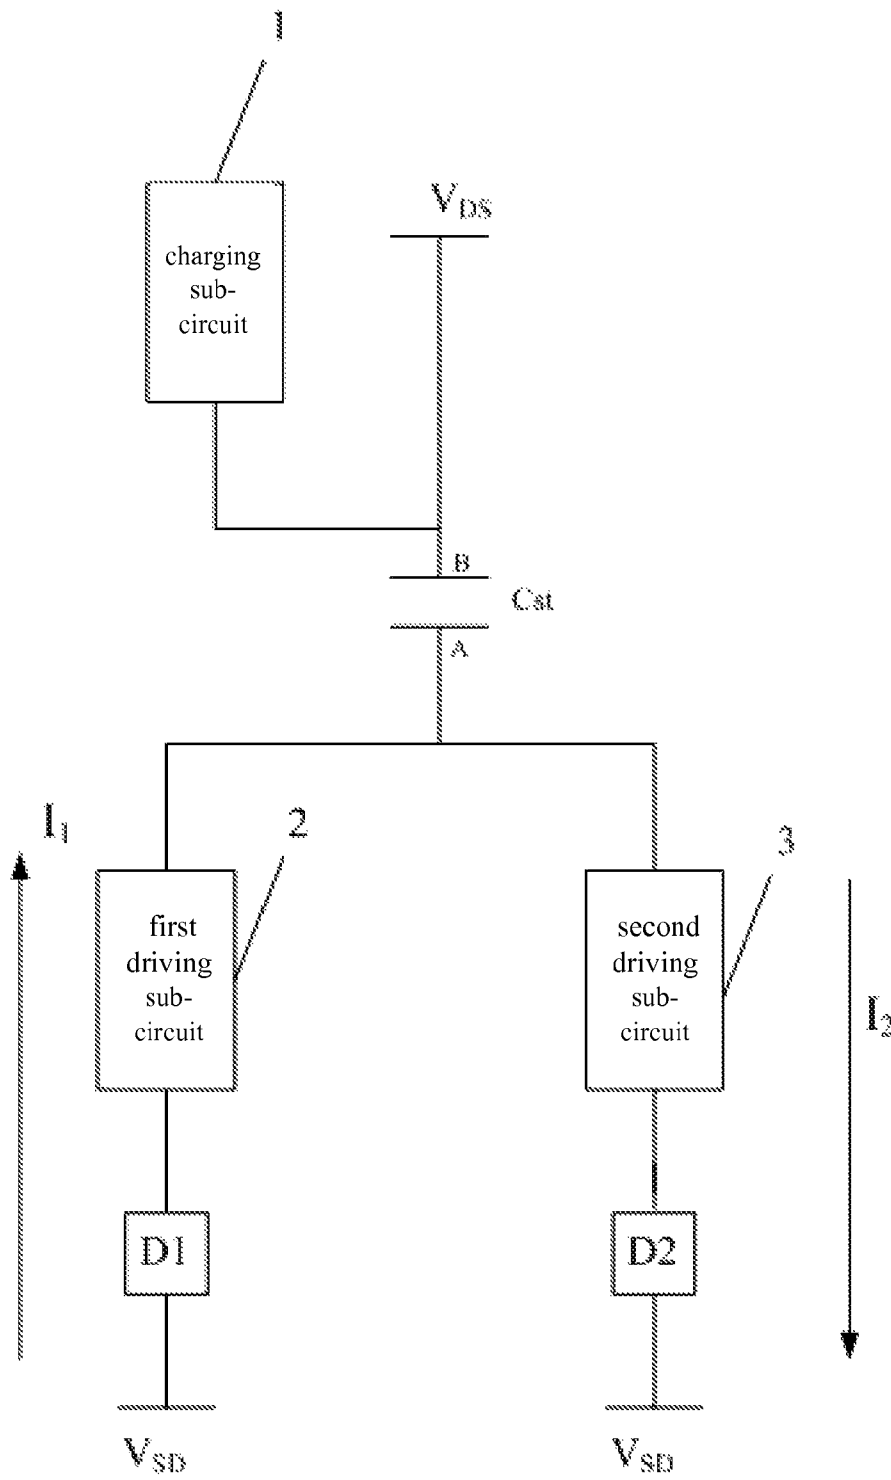 1
V_DS
charging
sub-
circuit
B
Cst
A
I_1
2
3
first
driving
sub-
circuit
second
driving
sub-
circuit
I_2
D1
D2
V_SD
V_SD